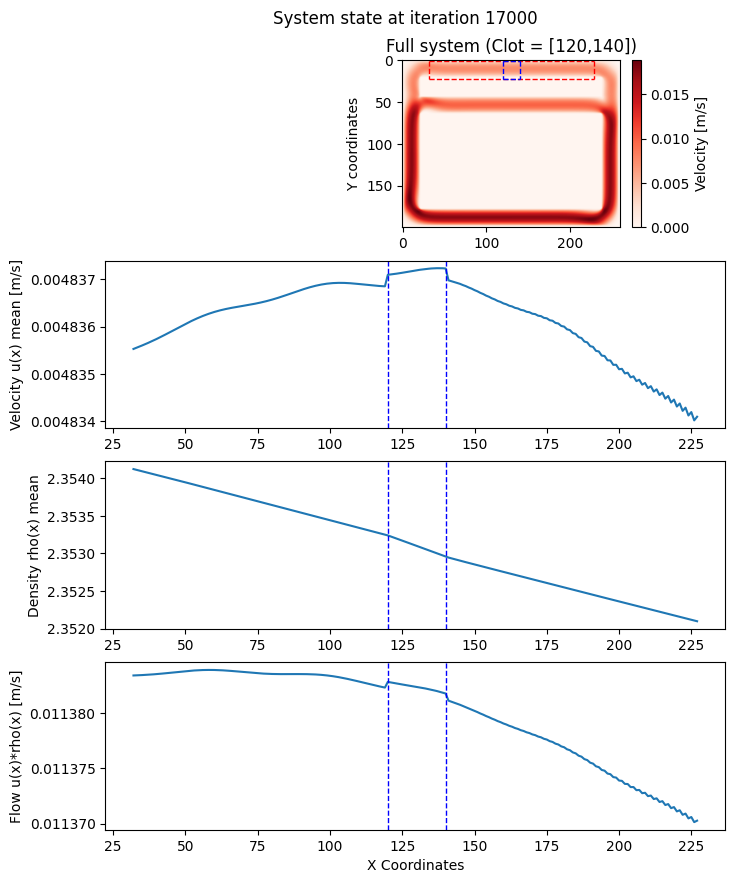 System state at iteration 17000
Full system (Clot = [120,140])
Y coordinates
0
50
100
150
0
100
200
0.015
0.010
0.005
0.000
Velocity [m/s]
Velocity u(x) mean [m/s]
0.004837
0.004836
0.004835
0.004834
25 50 75 100 125 150 175 200 225
Density rho(x) mean
2.3540
2.3535
2.3530
2.3525
2.3520
25 50 75 100 125 150 175 200 225
Flow u(x)*rho(x) [m/s]
0.011380
0.011375
0.011370
25 50 75 100 125 150 175 200 225
X Coordinates